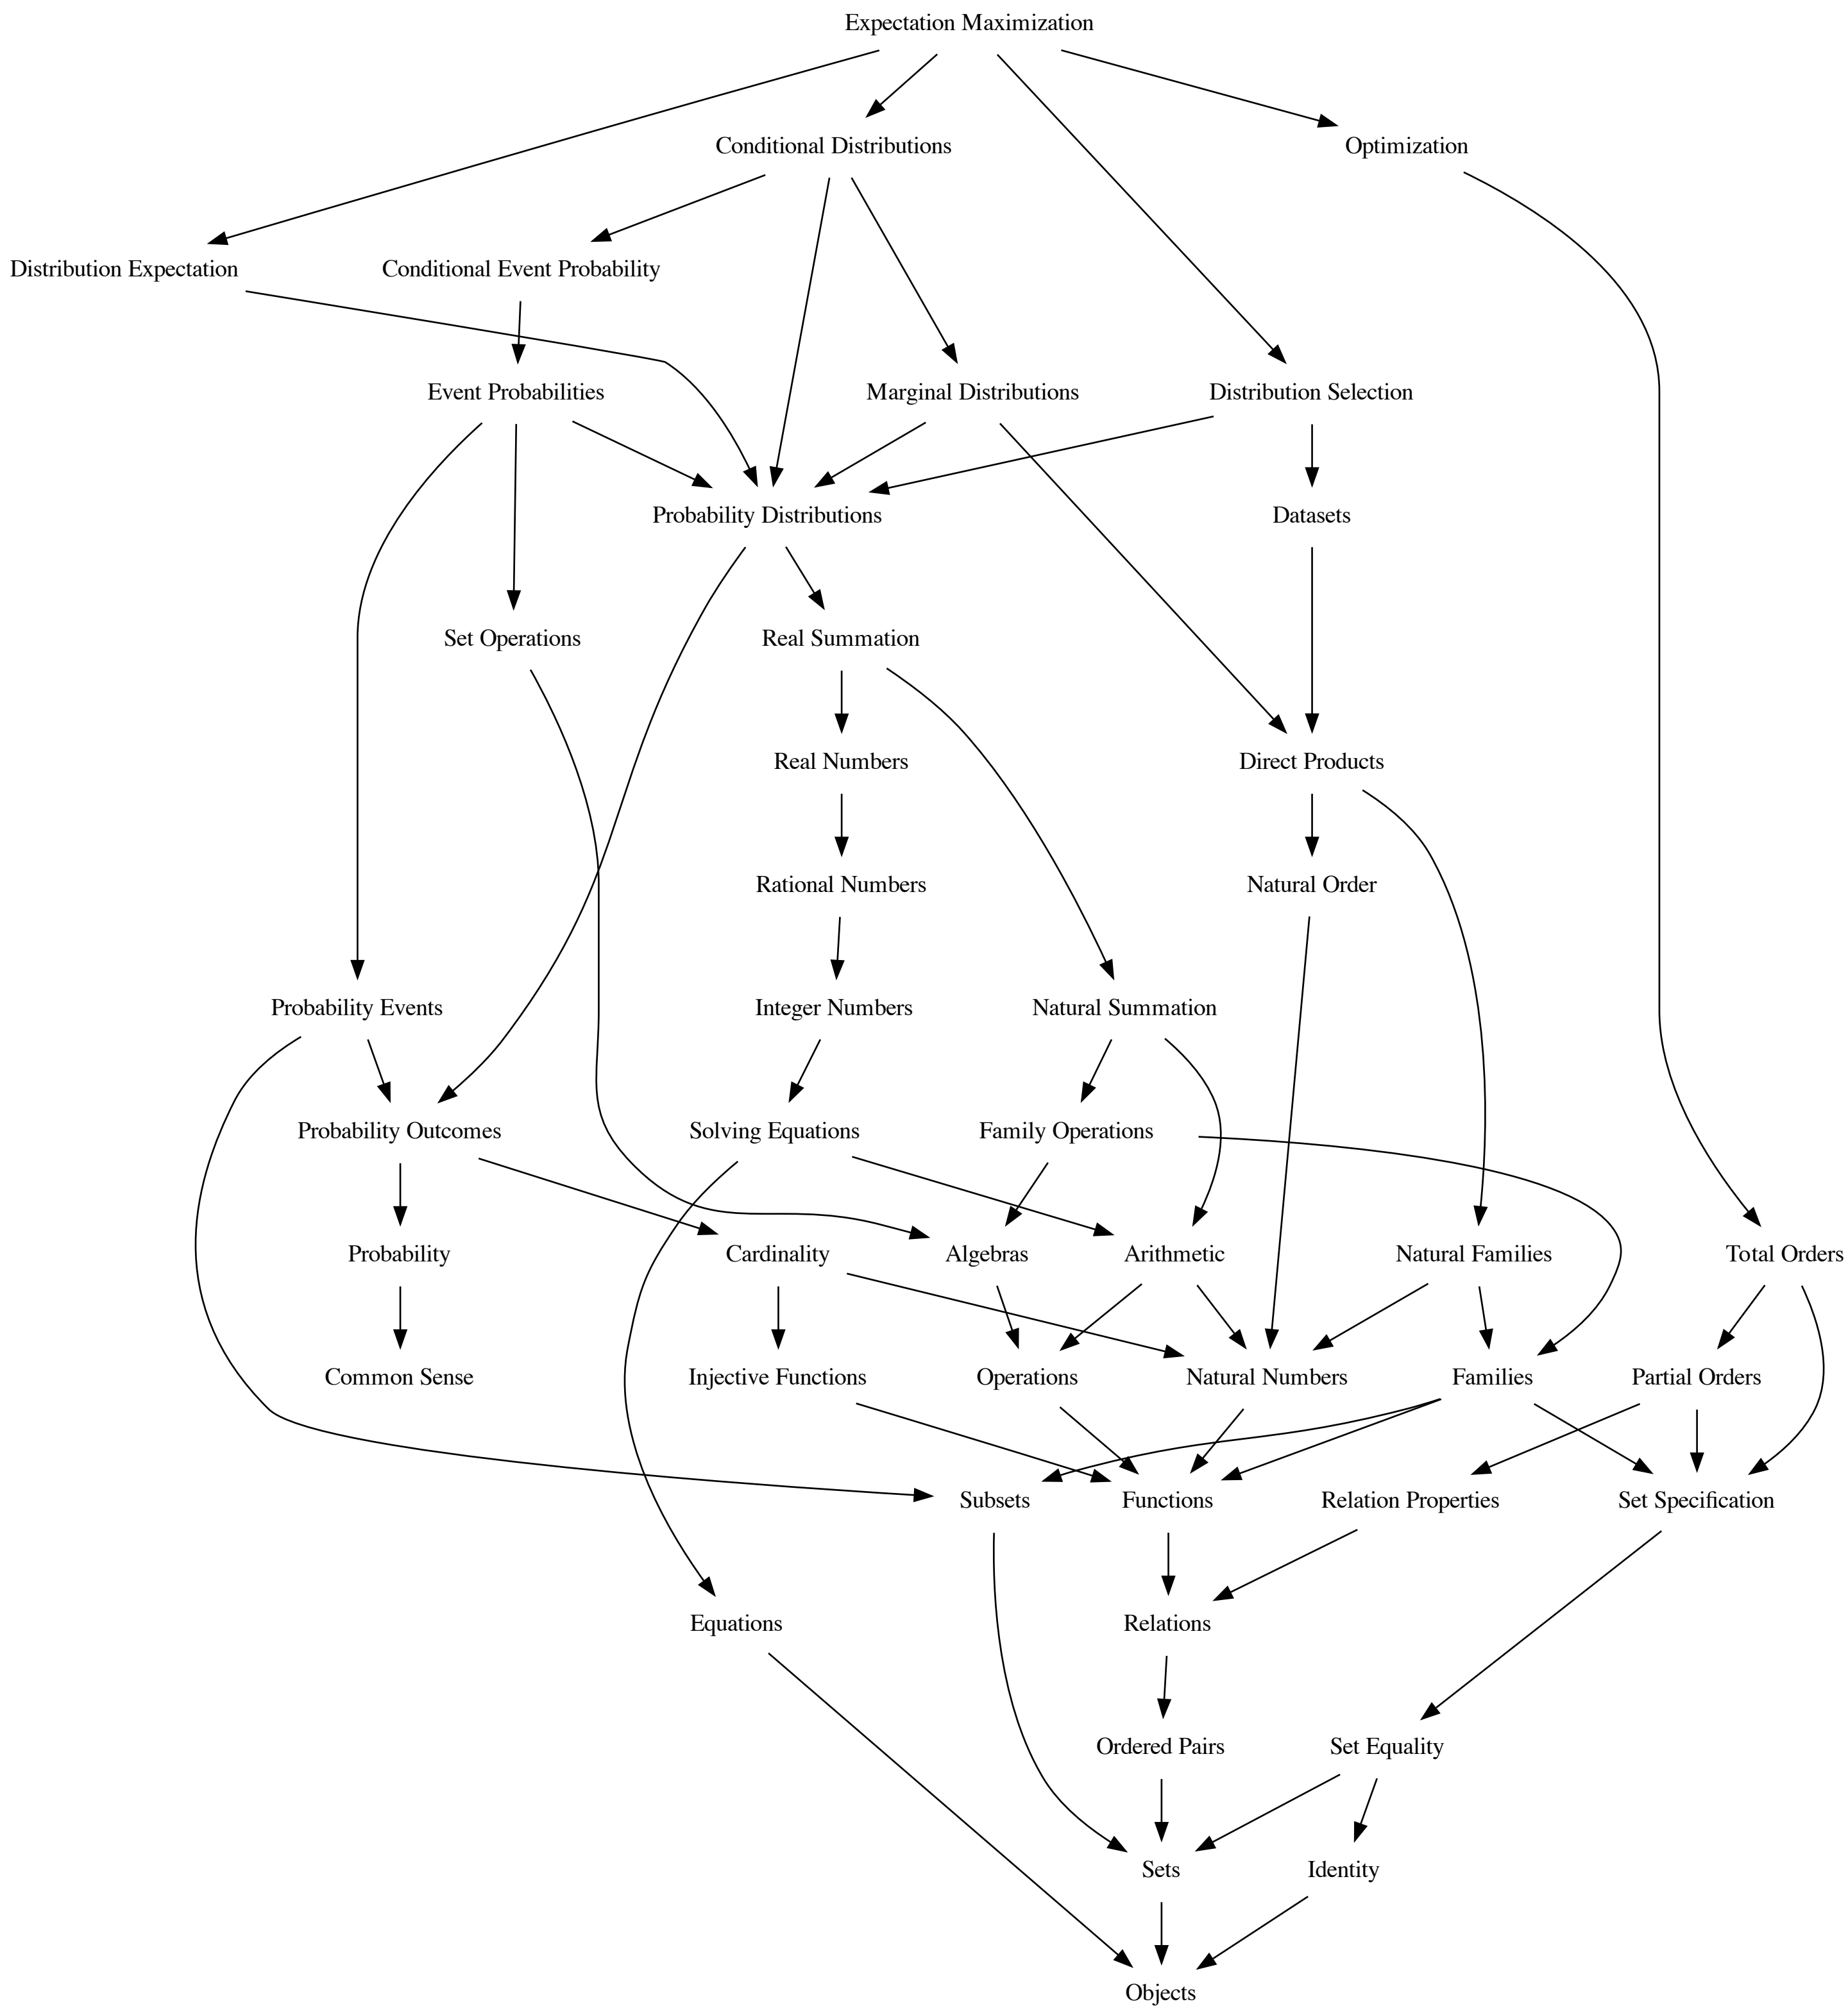 Expectation Maximization
Conditional Distributions
Optimization
Distribution Expectation
Conditional Event Probability
Event Probabilities
Marginal Distributions
Distribution Selection
Probability Distributions
Datasets
Set Operations
Real Summation
Real Numbers
Direct Products
Rational Numbers
Natural Order
Probability Events
Integer Numbers
Natural Summation
Probability Outcomes
Solving Equations
Family Operations
Probability
Cardinality
Algebras
Arithmetic
Natural Families
Total Orders
Common Sense
Injective Functions
Operations
Natural Numbers
Families
Partial Orders
Subsets
Functions
Relation Properties
Set Specification
Equations
Relations
Ordered Pairs
Set Equality
Sets
Identity
Objects